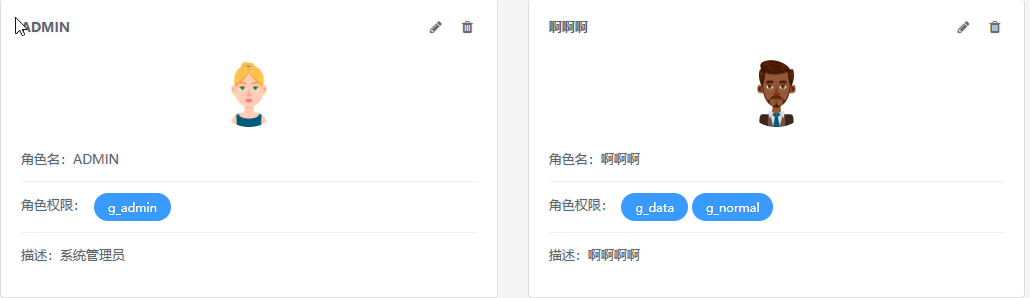 ADMIN
角色名：ADMIN
角色权限： g_admin
描述：系统管理员
啊啊啊
角色名：啊啊啊
角色权限： g_data g_normal
描述：啊啊啊啊